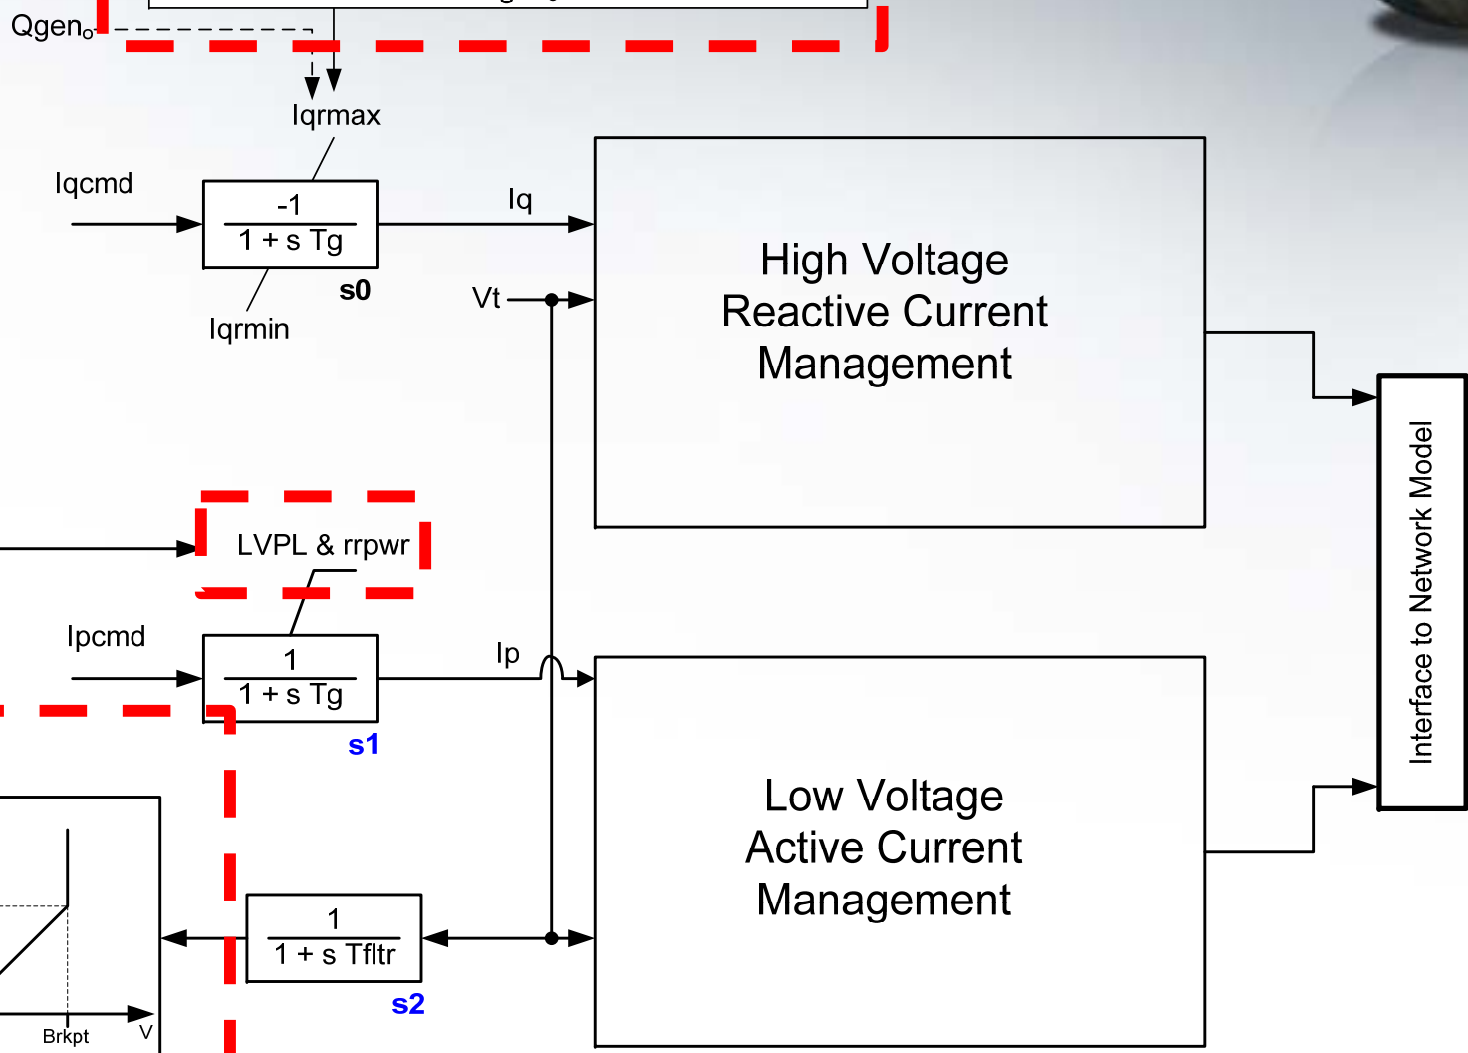 Qgeno
Iqrmax
Iqcmd
-1
1 + s Tg
s0
Iqrmin
Iq
Vt
High Voltage
Reactive Current
Management
LVPL & rrpwr
Ipcmd
1
1 + s Tg
s1
Ip
Low Voltage
Active Current
Management
Interface to Network Model
1
1 + s Tfltr
s2
Brkpt
V